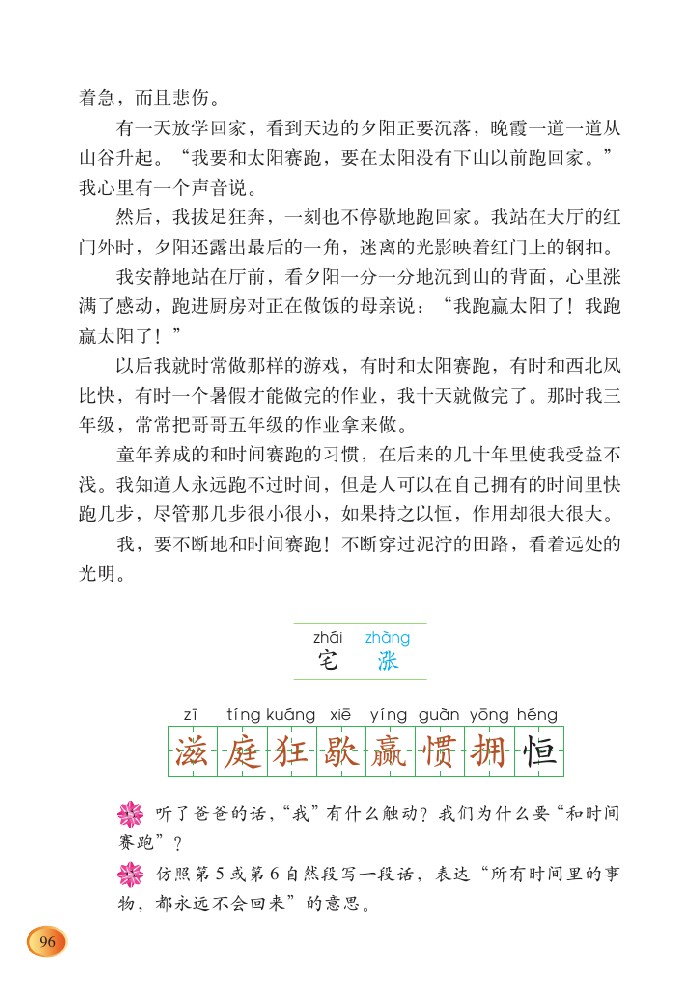 着急，而且悲伤。
有一天放学回家，看到天边的夕阳正要沉落，晚霞一道一道从
山谷升起。“我要和太阳赛跑，要在太阳没有下山以前跑回家。”
我心里有一个声音说。
然后，我拔足狂奔，一刻也不停歇地跑回家。我站在大厅的红
门外时，夕阳还露出最后的一角，迷离的光影映着红门上的钢扣。
我安静地站在厅前，看夕阳一分一分地沉到山的背面，心里涨
满了感动，跑进厨房对正在做饭的母亲说：“我跑赢太阳了！我跑
赢太阳了！”
以后我就时常做那样的游戏，有时和太阳赛跑，有时和西北风
比快，有时一个暑假才能做完的作业，我十天就做完了。那时我三
年级，常常把哥哥五年级的作业拿来做。
童年养成的和时间赛跑的习惯，在后来的几十年里使我受益不
浅。我知道人永远跑不过时间，但是人可以在自己拥有的时间里快
跑几步，尽管那几步很小很小，如果持之以恒，作用却很大很大。
我，要不断地和时间赛跑！不断穿过泥泞的田路，看着远处的
光明。
zhái zhàng
宅 涨
zī tíng kuáng xiē yíng guàn yōng héng
滋 庭 狂 歇 赢 惯 拥 恒
听了爸爸的话，“我”有什么触动？我们为什么要“和时间
赛跑”？
仿照第5或第6自然段写一段话，表达“所有时间里的事
物，都永远不会回来”的意思。
96